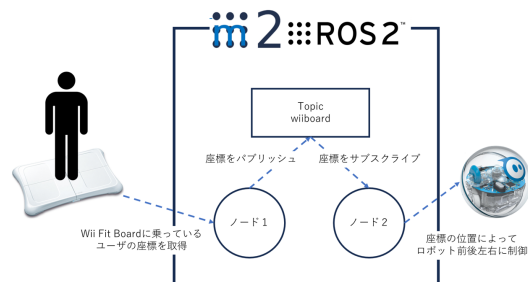 m2 ROS 2™
Topic
wiiboard
座標をパブリッシュ
座標をサブスクライブ
ノード1
ノード2
Wii Fit Boardに乗っている
ユーザの座標を取得
座標の位置によって
ロボット前後左右に制御